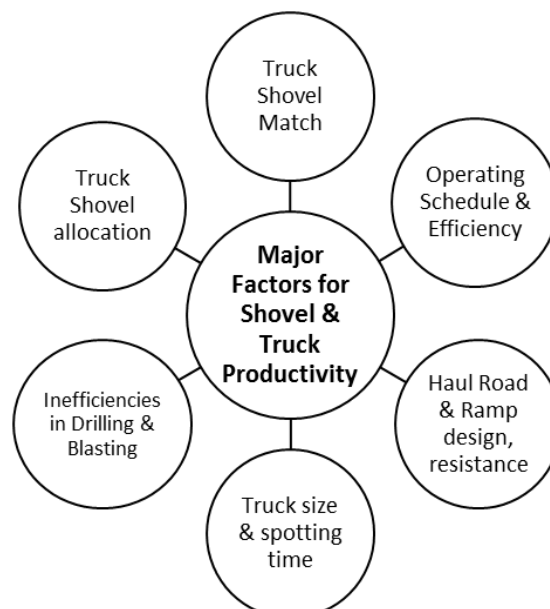 Truck
Shovel
Match
Operating
Schedule &
Efficiency
Haul Road
& Ramp
design,
resistance
Truck size
& spotting
time
Inefficiencies
in Drilling &
Blasting
Truck
Shovel
allocation
Major
Factors for
Shovel &
Truck
Productivity